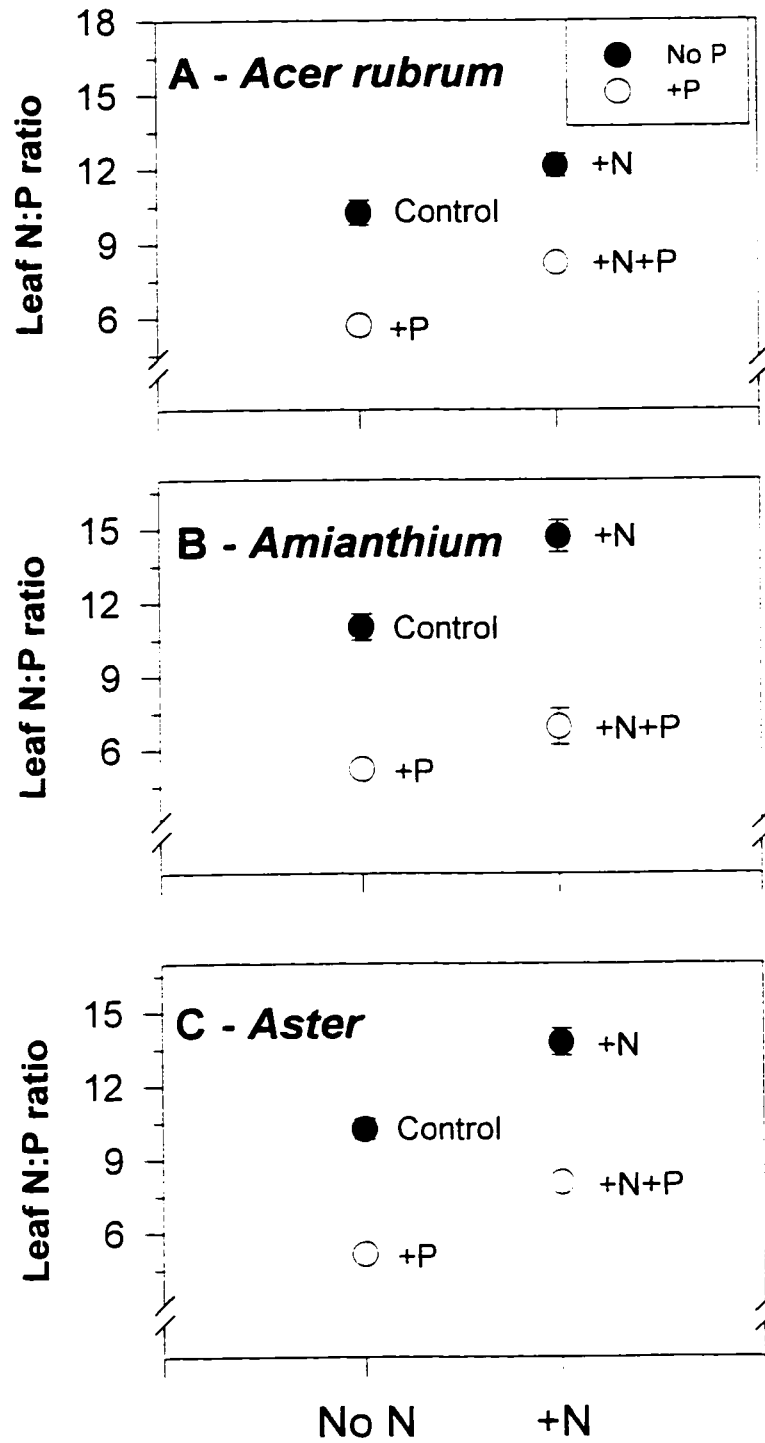 18
15
12
9
6
Leaf N:P ratio
A - Acer rubrum
No P
+P
+N
Control
+N+P
+P
15
12
9
6
Leaf N:P ratio
B - Amianthium
+N
Control
+N+P
+P
15
12
9
6
Leaf N:P ratio
C - Aster
+N
Control
+N+P
+P
No N
+N